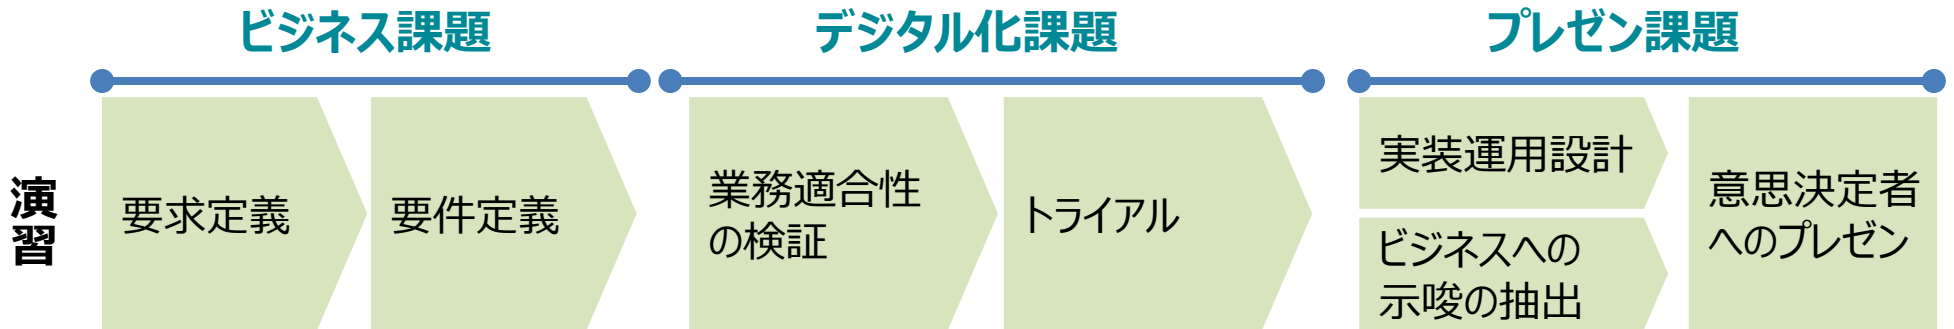 ビジネス課題
デジタル化課題
プレゼン課題
演習
要求定義
要件定義
業務適合性
の検証
トライアル
実装運用設計
ビジネスへの
示唆の抽出
意思決定者
へのプレゼン